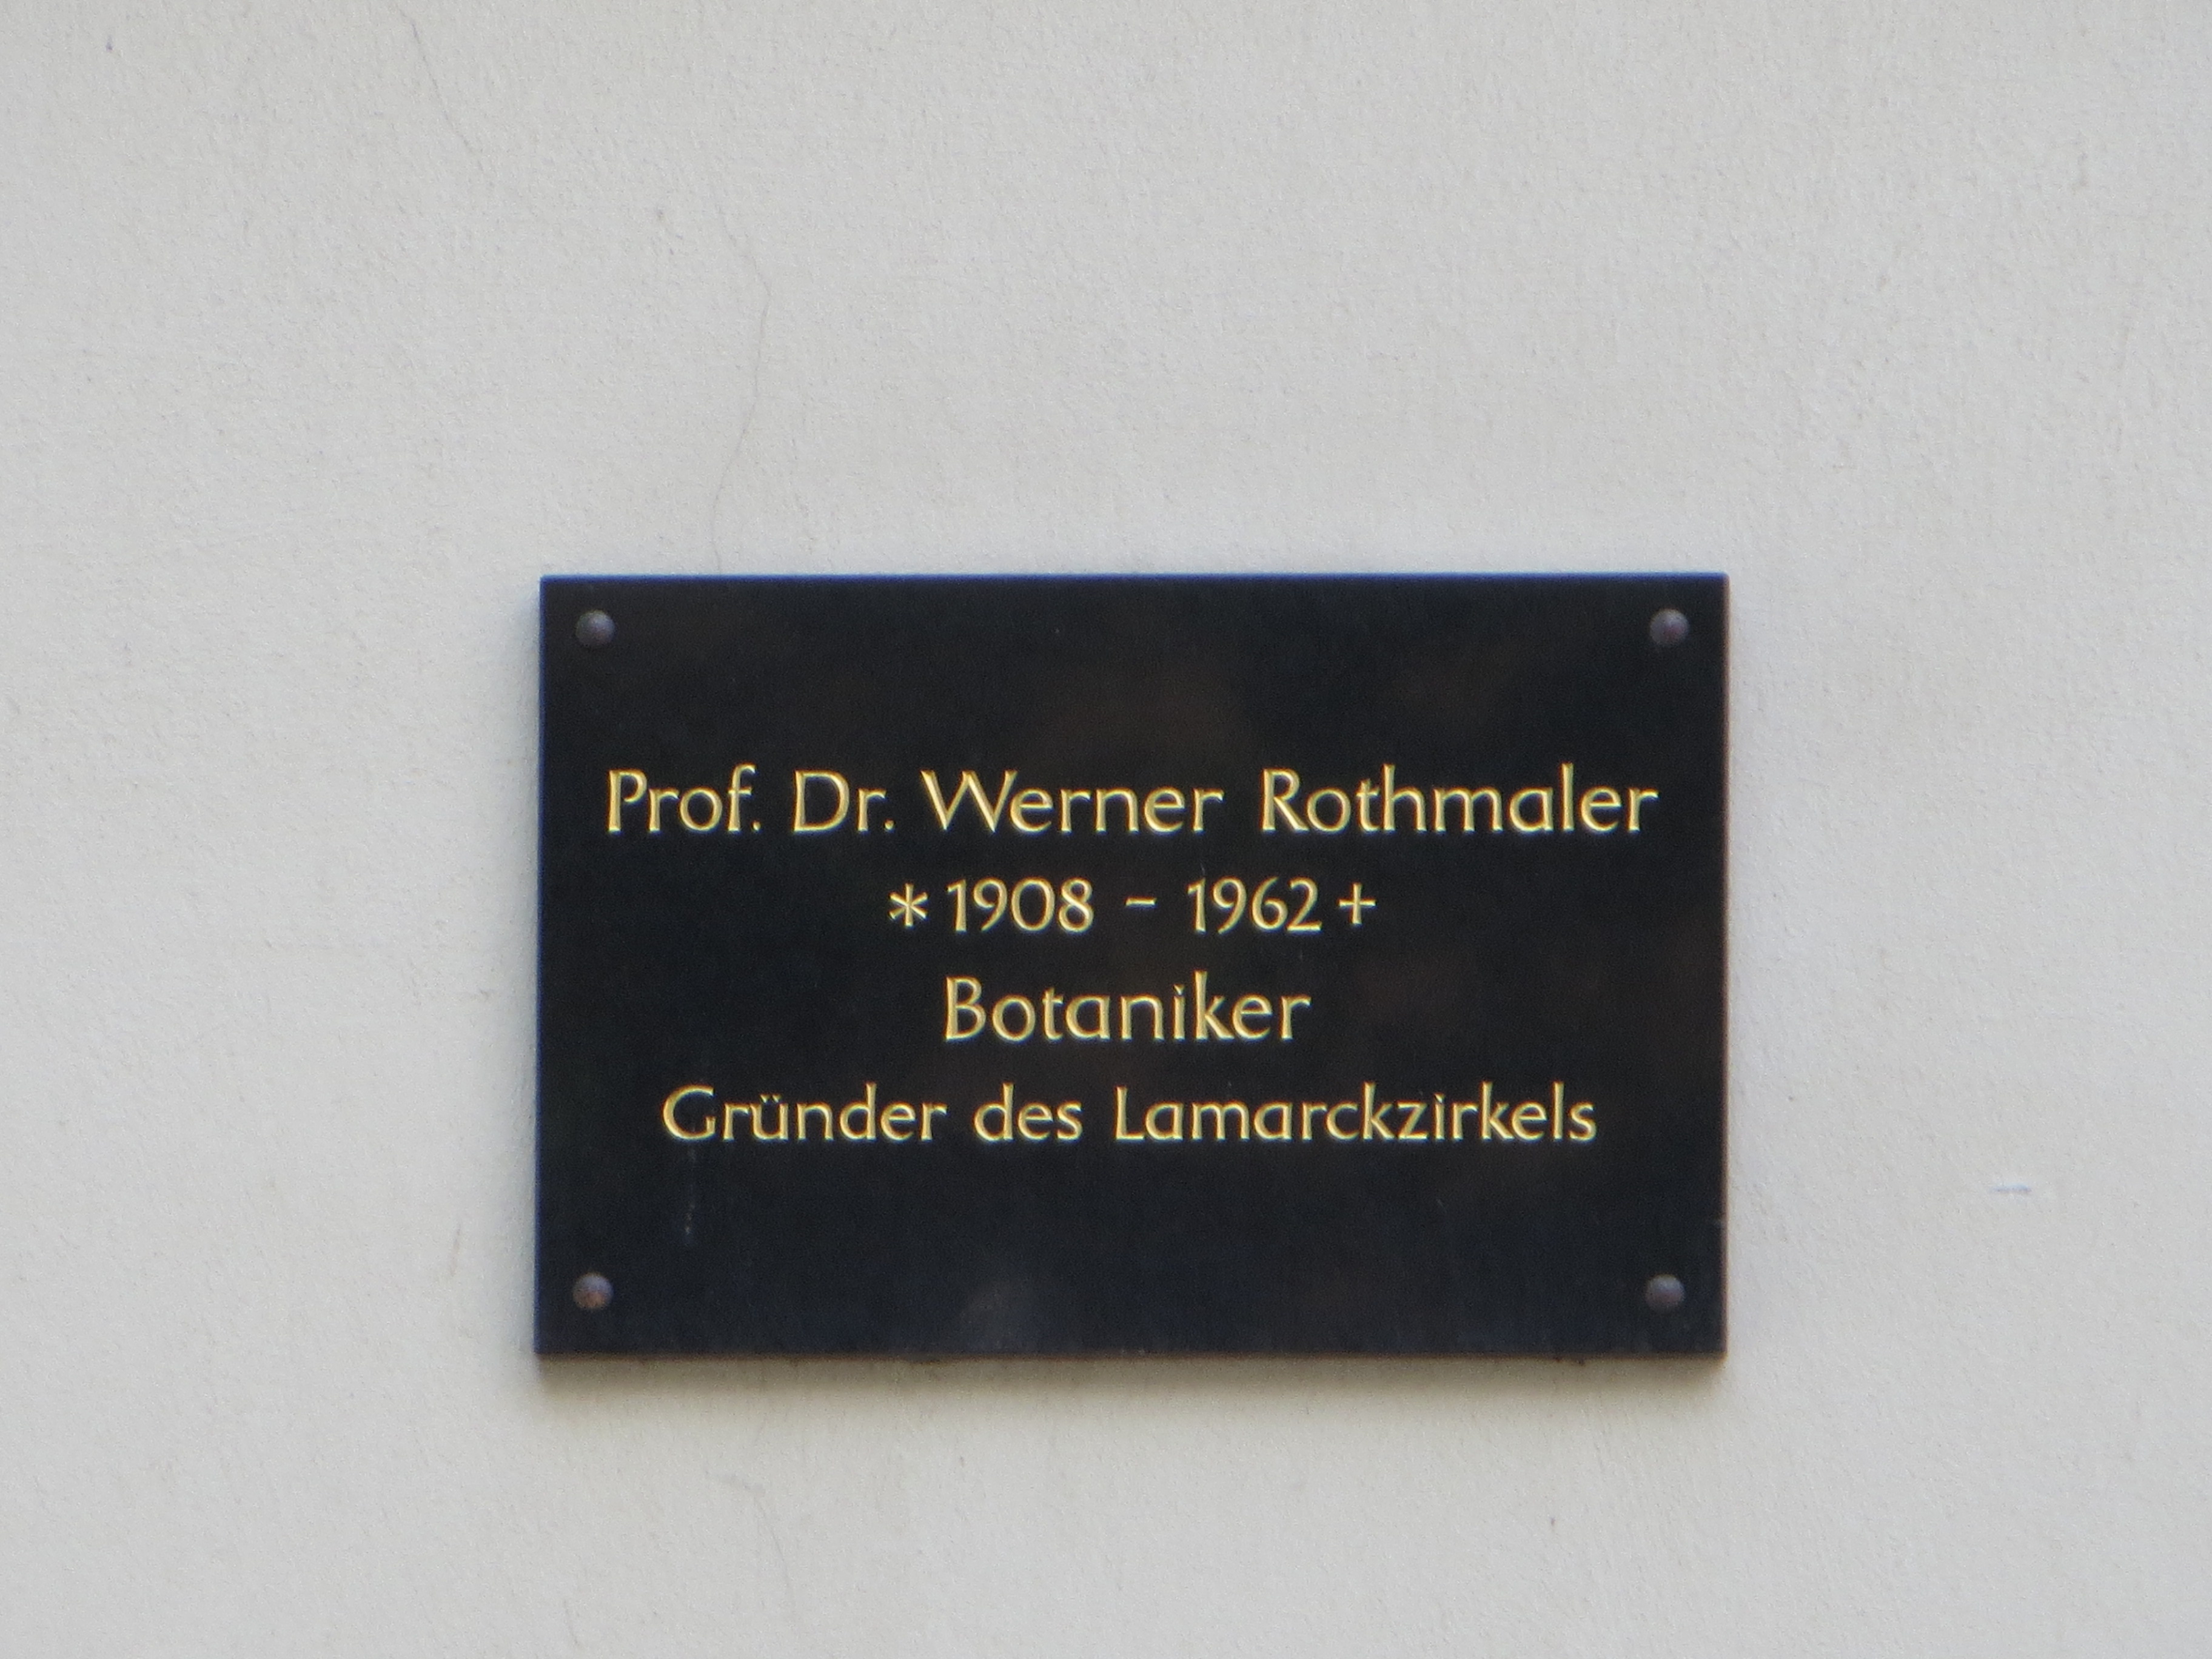 Prof. Dr. Werner Rothmaler
*1908 - 1962+
Botaniker
Gründer des Lamarckzirkels